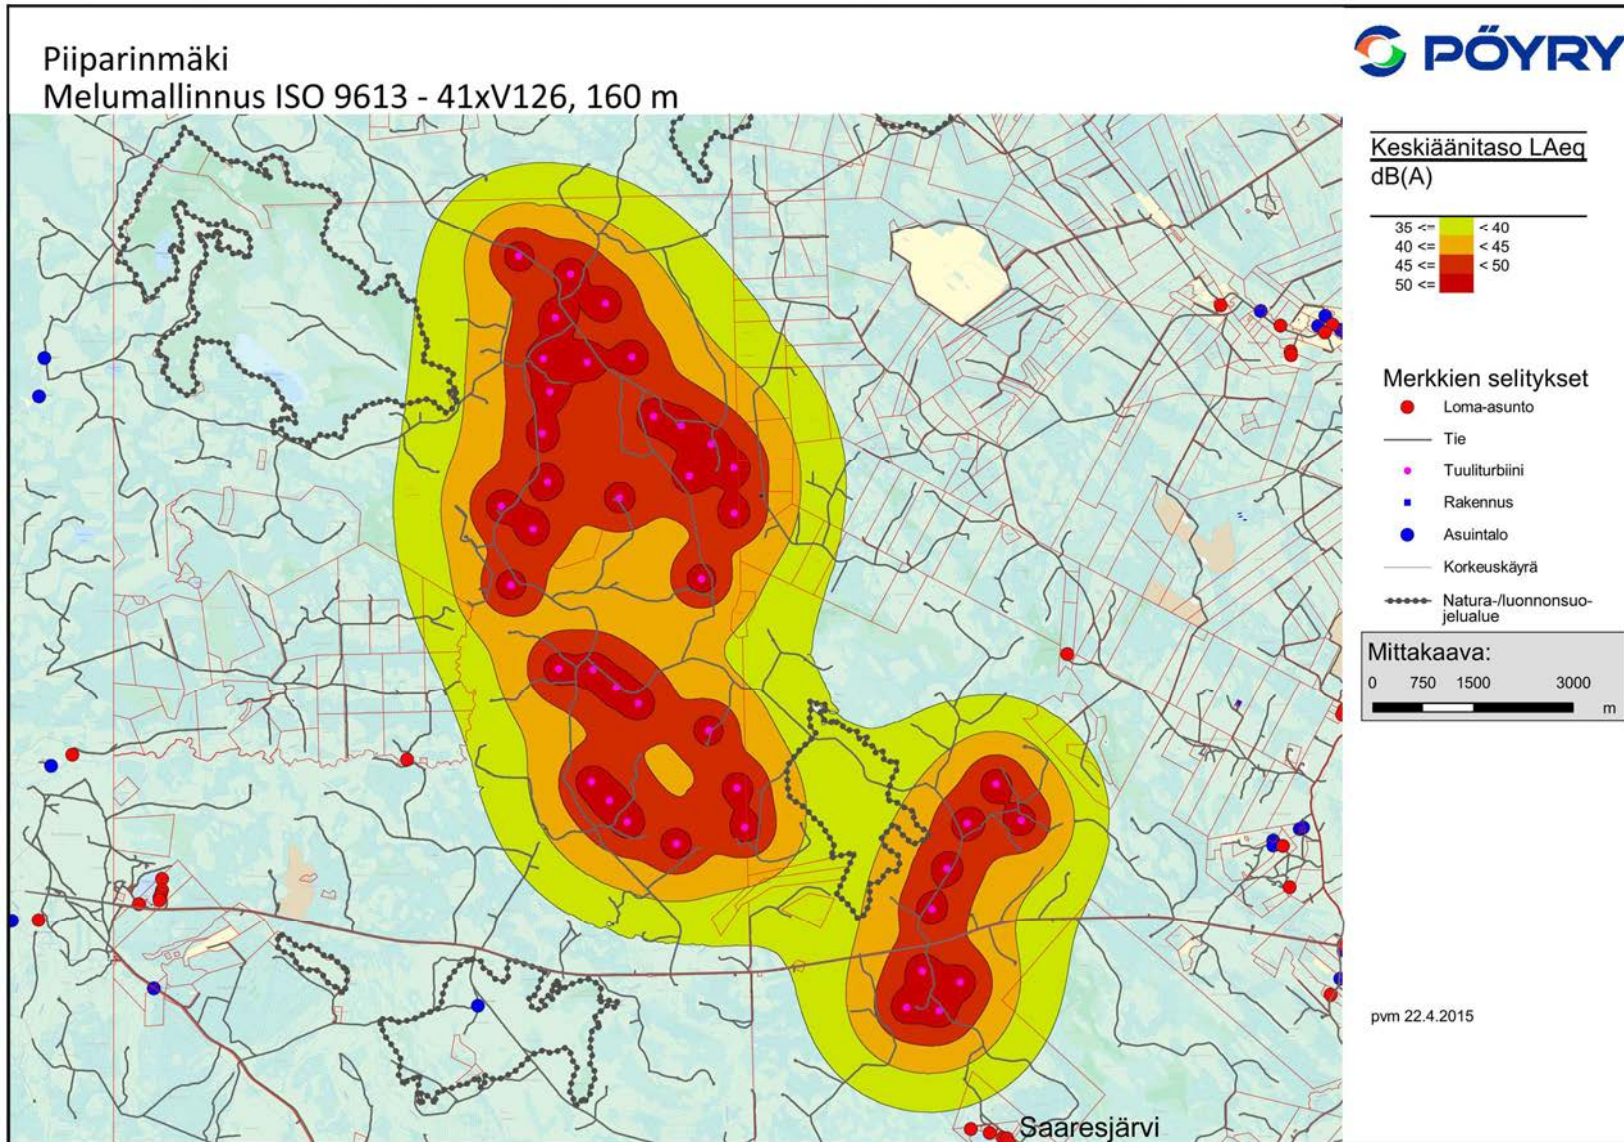 Piiparinmäki
Melumallinnus ISO 9613 - 41xV126, 160 m
PÖYRY
Keskiäänitaso LAeq
dB(A)
35 <= < 40
40 <= < 45
45 <= < 50
50 <=
Merkkien selitykset
Loma-asunto
Tie
Tuuliturbiini
Rakennus
Asuintalo
Korkeuskäyrä
Natura-/luonnonsuo-
jelualue
Mittakaava:
0 750 1500 3000
m
pvm 22.4.2015
Saaresjärvi